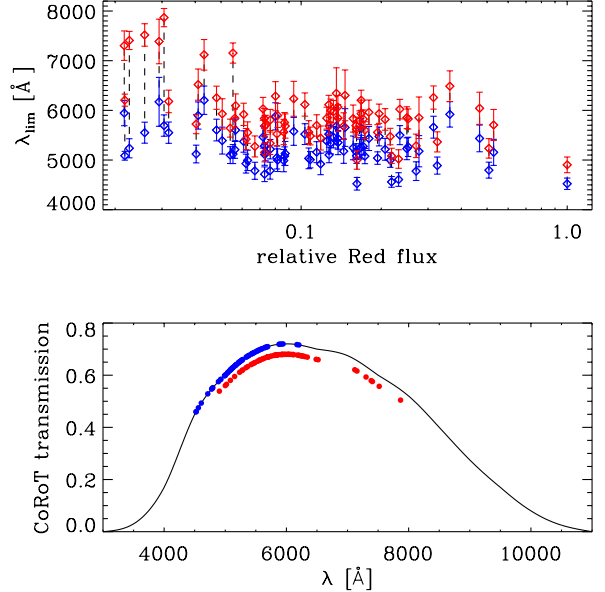 8000
7000
6000
5000
4000
λlim [Å]
0.1 1.0
relative Red flux
0.8
0.6
0.4
0.2
0.0
CoRoT transmission
4000 6000 8000 10000
λ [Å]